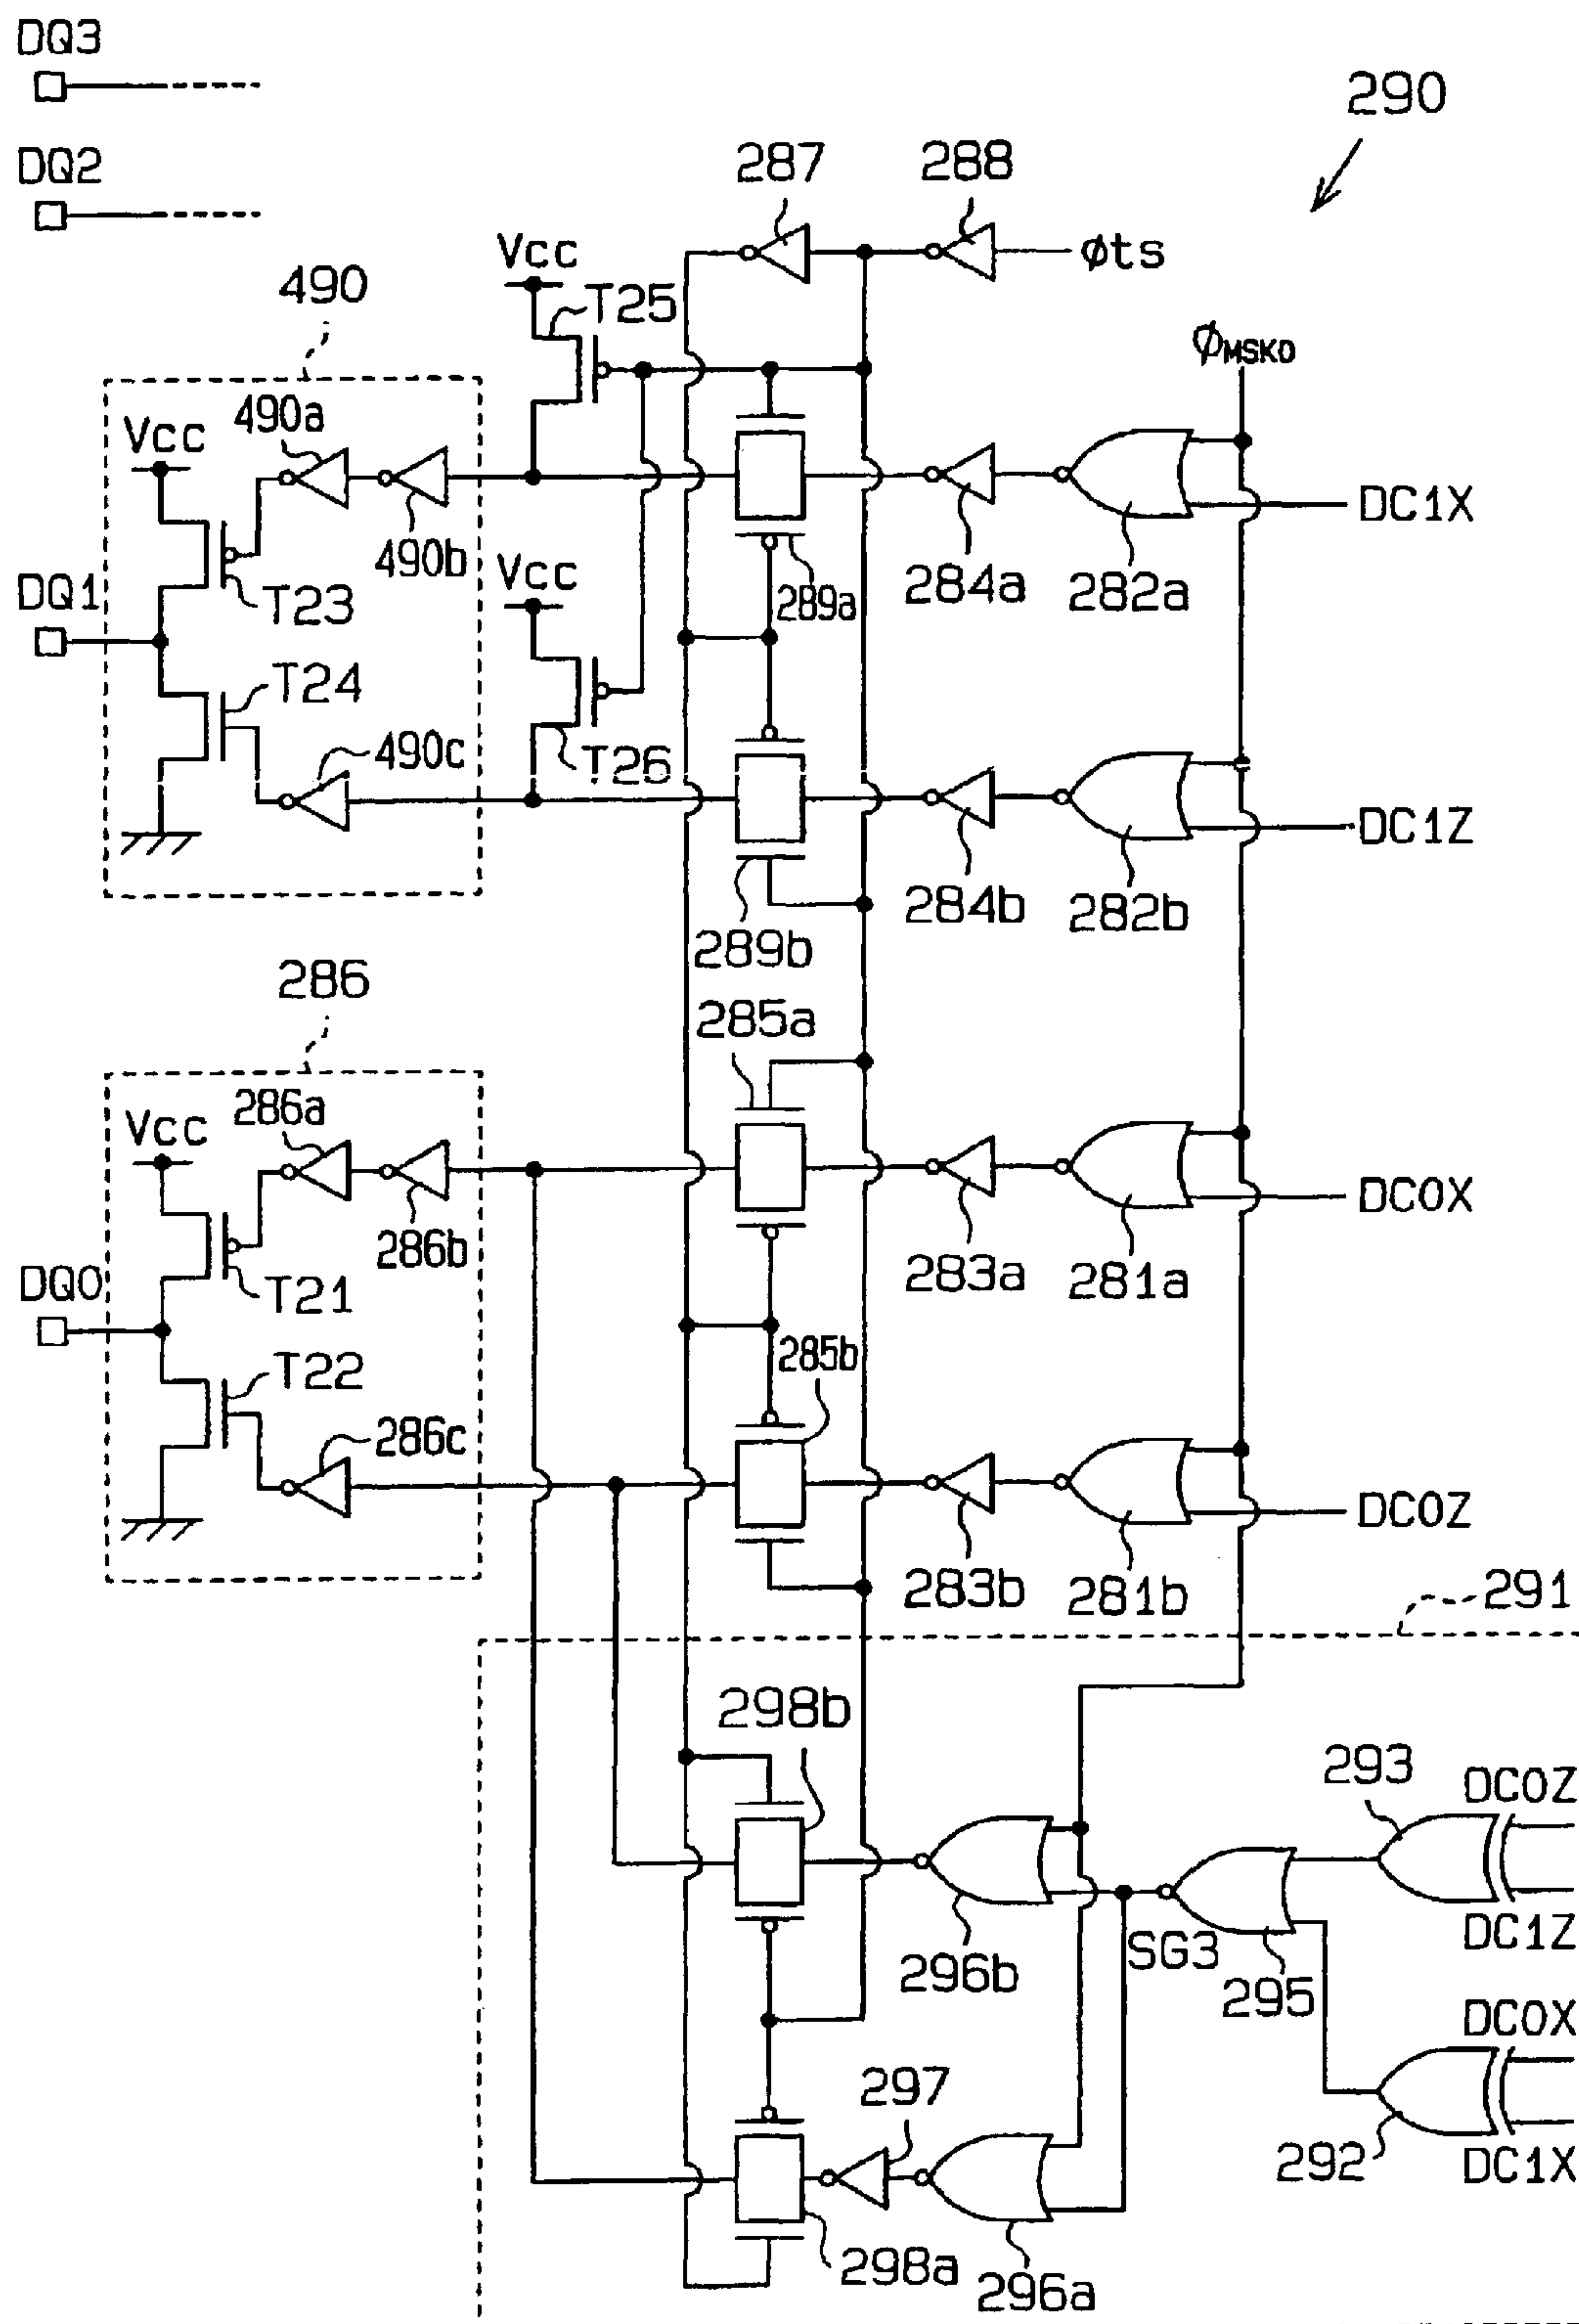 DQ3
290
DQ2
287
288
Vcc
φts
490
T25
φMSK0
Vcc
490a
490b
DC1X
Vcc
284a
282a
DQ1
T23
289a
T24
490c
T26
DC1Z
284b
282b
289b
286
285a
Vcc
286a
286b
DC0X
283a
281a
DQ0
T21
285b
T22
286c
DC0Z
283b
281b
291
298b
293
DC0Z
SG3
DC1Z
296b
295
DC0X
297
292
DC1X
298a
296a